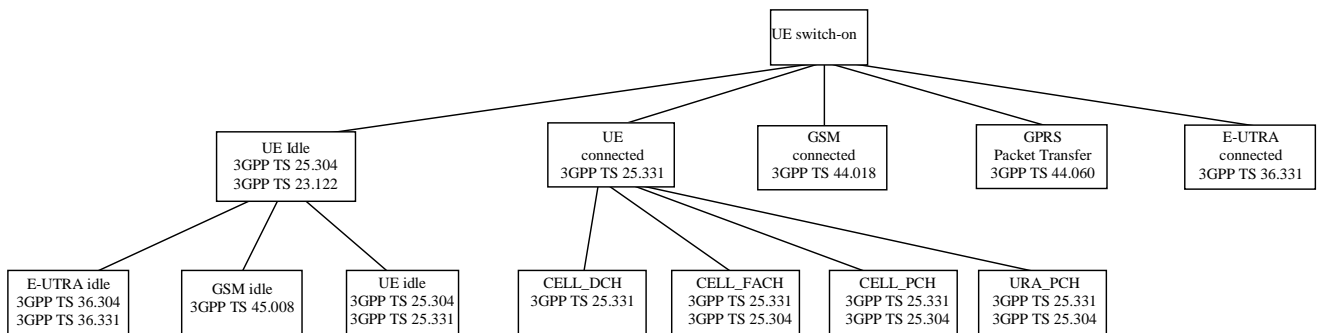 UE switch-on
UE Idle
3GPP TS 25.304
3GPP TS 23.122
UE
connected
3GPP TS 25.331
GSM
connected
3GPP TS 44.018
GPRS
Packet Transfer
3GPP TS 44.060
E-UTRA
connected
3GPP TS 36.331
E-UTRA idle
3GPP TS 36.304
3GPP TS 36.331
GSM idle
3GPP TS 45.008
UE idle
3GPP TS 25.304
3GPP TS 25.331
CELL_DCH
3GPP TS 25.331
CELL_FACH
3GPP TS 25.331
3GPP TS 25.304
CELL_PCH
3GPP TS 25.331
3GPP TS 25.304
URA_PCH
3GPP TS 25.331
3GPP TS 25.304